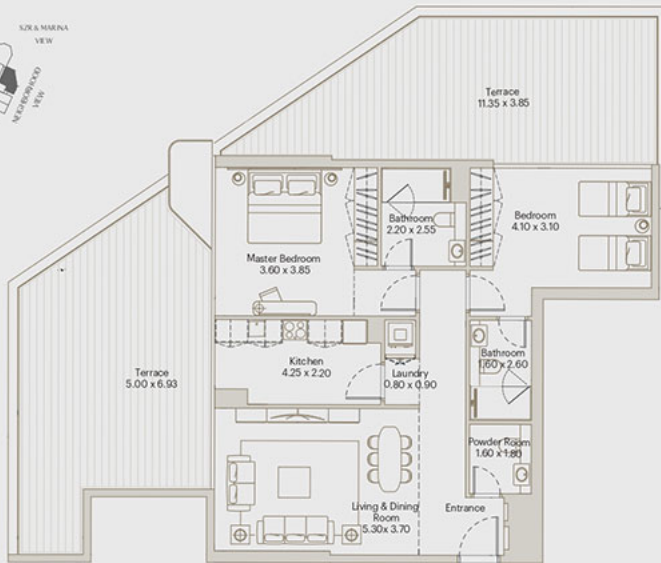 SZR & MARINA
VIEW
NEIGHBORHOOD
VIEW
Terrace
11.35 x 3.85
Bathroom
2.20 x 2.55
Bedroom
4.10 x 3.10
Master Bedroom
3.60 x 3.85
Kitchen
4.25 x 2.20
Laundry
0.80 x 0.90
Bathroom
1.60 x 2.60
Terrace
5.00 x 6.93
Powder Room
1.60 x 1.80
Living & Dining
Room
5.30x 3.70
Entrance